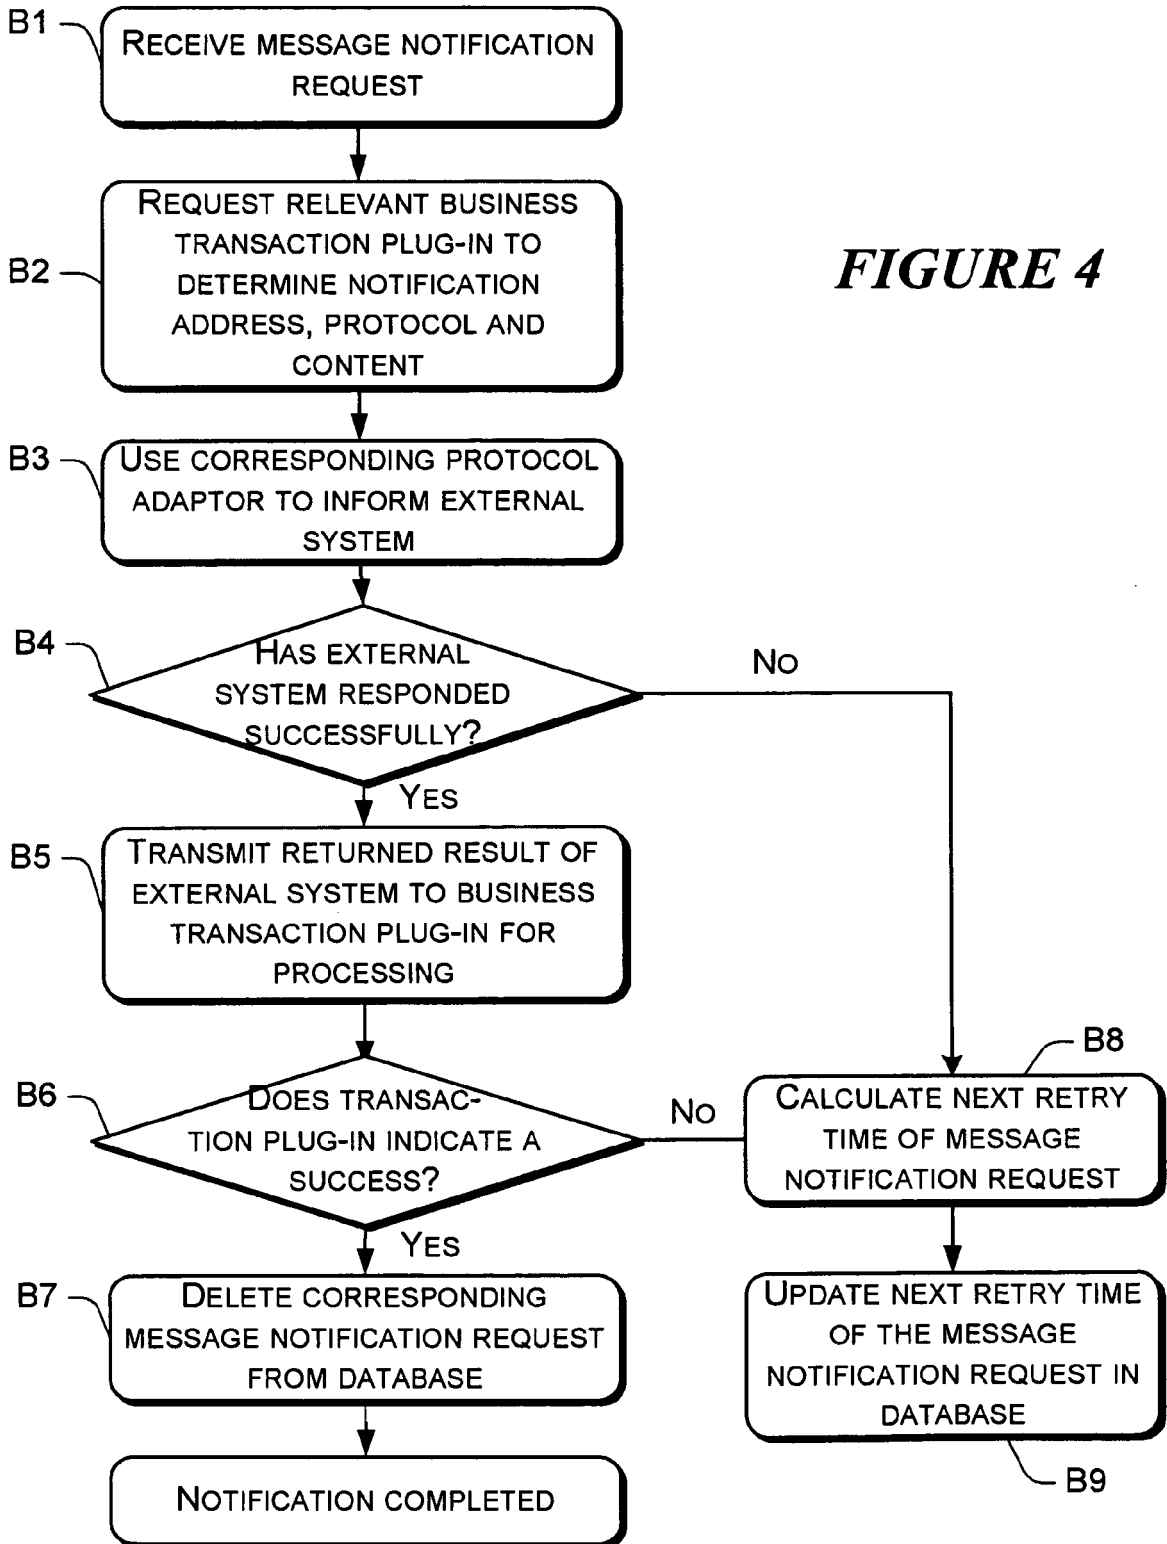 B1
RECEIVE MESSAGE NOTIFICATION
REQUEST
B2
REQUEST RELEVANT BUSINESS
TRANSACTION PLUG-IN TO
DETERMINE NOTIFICATION
ADDRESS, PROTOCOL AND
CONTENT
FIGURE 4
B3
USE CORRESPONDING PROTOCOL
ADAPTOR TO INFORM EXTERNAL
SYSTEM
B4
HAS EXTERNAL
SYSTEM RESPONDED
SUCCESSFULLY?
NO
YES
B5
TRANSMIT RETURNED RESULT OF
EXTERNAL SYSTEM TO BUSINESS
TRANSACTION PLUG-IN FOR
PROCESSING
B6
DOES TRANSAC-
TION PLUG-IN INDICATE A
SUCCESS?
NO
YES
B8
CALCULATE NEXT RETRY
TIME OF MESSAGE
NOTIFICATION REQUEST
B7
DELETE CORRESPONDING
MESSAGE NOTIFICATION REQUEST
FROM DATABASE
UPDATE NEXT RETRY TIME
OF THE MESSAGE
NOTIFICATION REQUEST IN
DATABASE
B9
NOTIFICATION COMPLETED